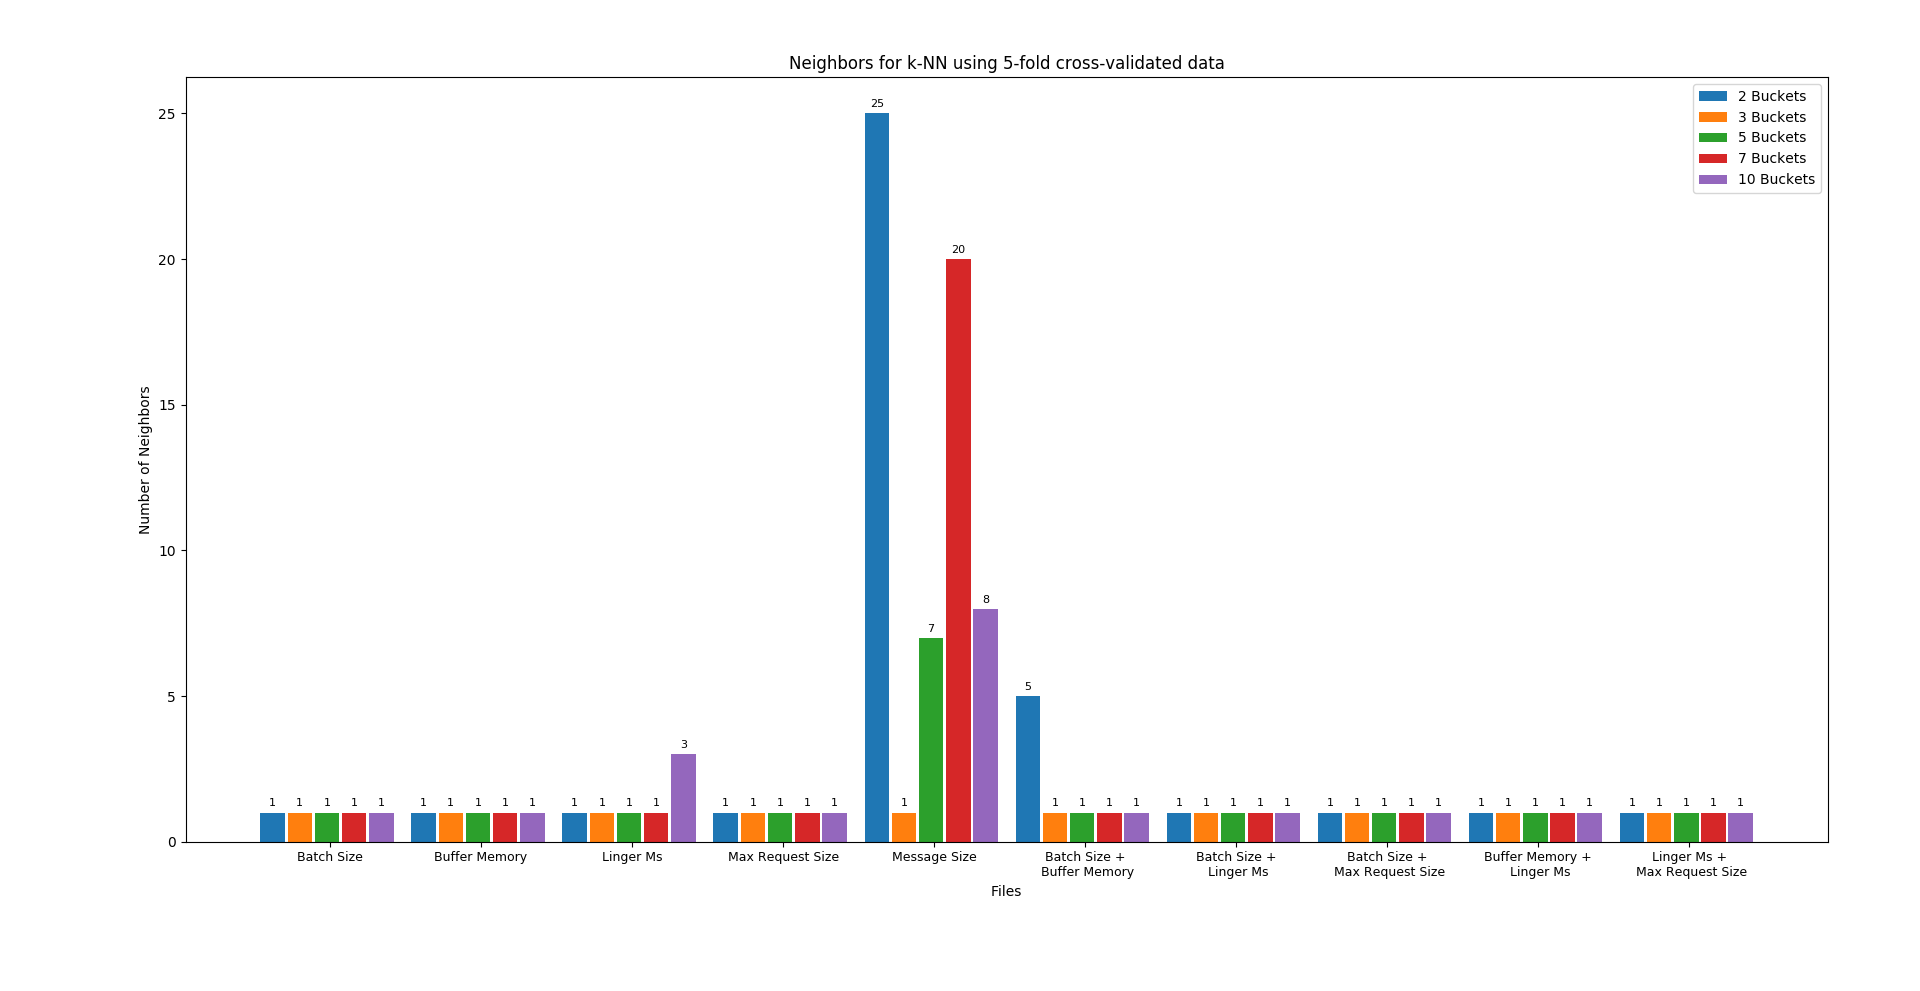 Neighbors for k-NN using 5-fold cross-validated data
2 Buckets
3 Buckets
5 Buckets
7 Buckets
10 Buckets
Number of Neighbors
25
20
15
10
5
0
1 1 1 1 1
1 1 1 1 1
1 1 1 1 3
1 1 1 1 1
25 1 7 20 8
5 1 1 1 1
1 1 1 1 1
1 1 1 1 1
1 1 1 1 1
1 1 1 1 1
Batch Size
Buffer Memory
Linger Ms
Max Request Size
Message Size
Batch Size +
Buffer Memory
Batch Size +
Linger Ms
Batch Size +
Max Request Size
Buffer Memory +
Linger Ms
Linger Ms +
Max Request Size
Files